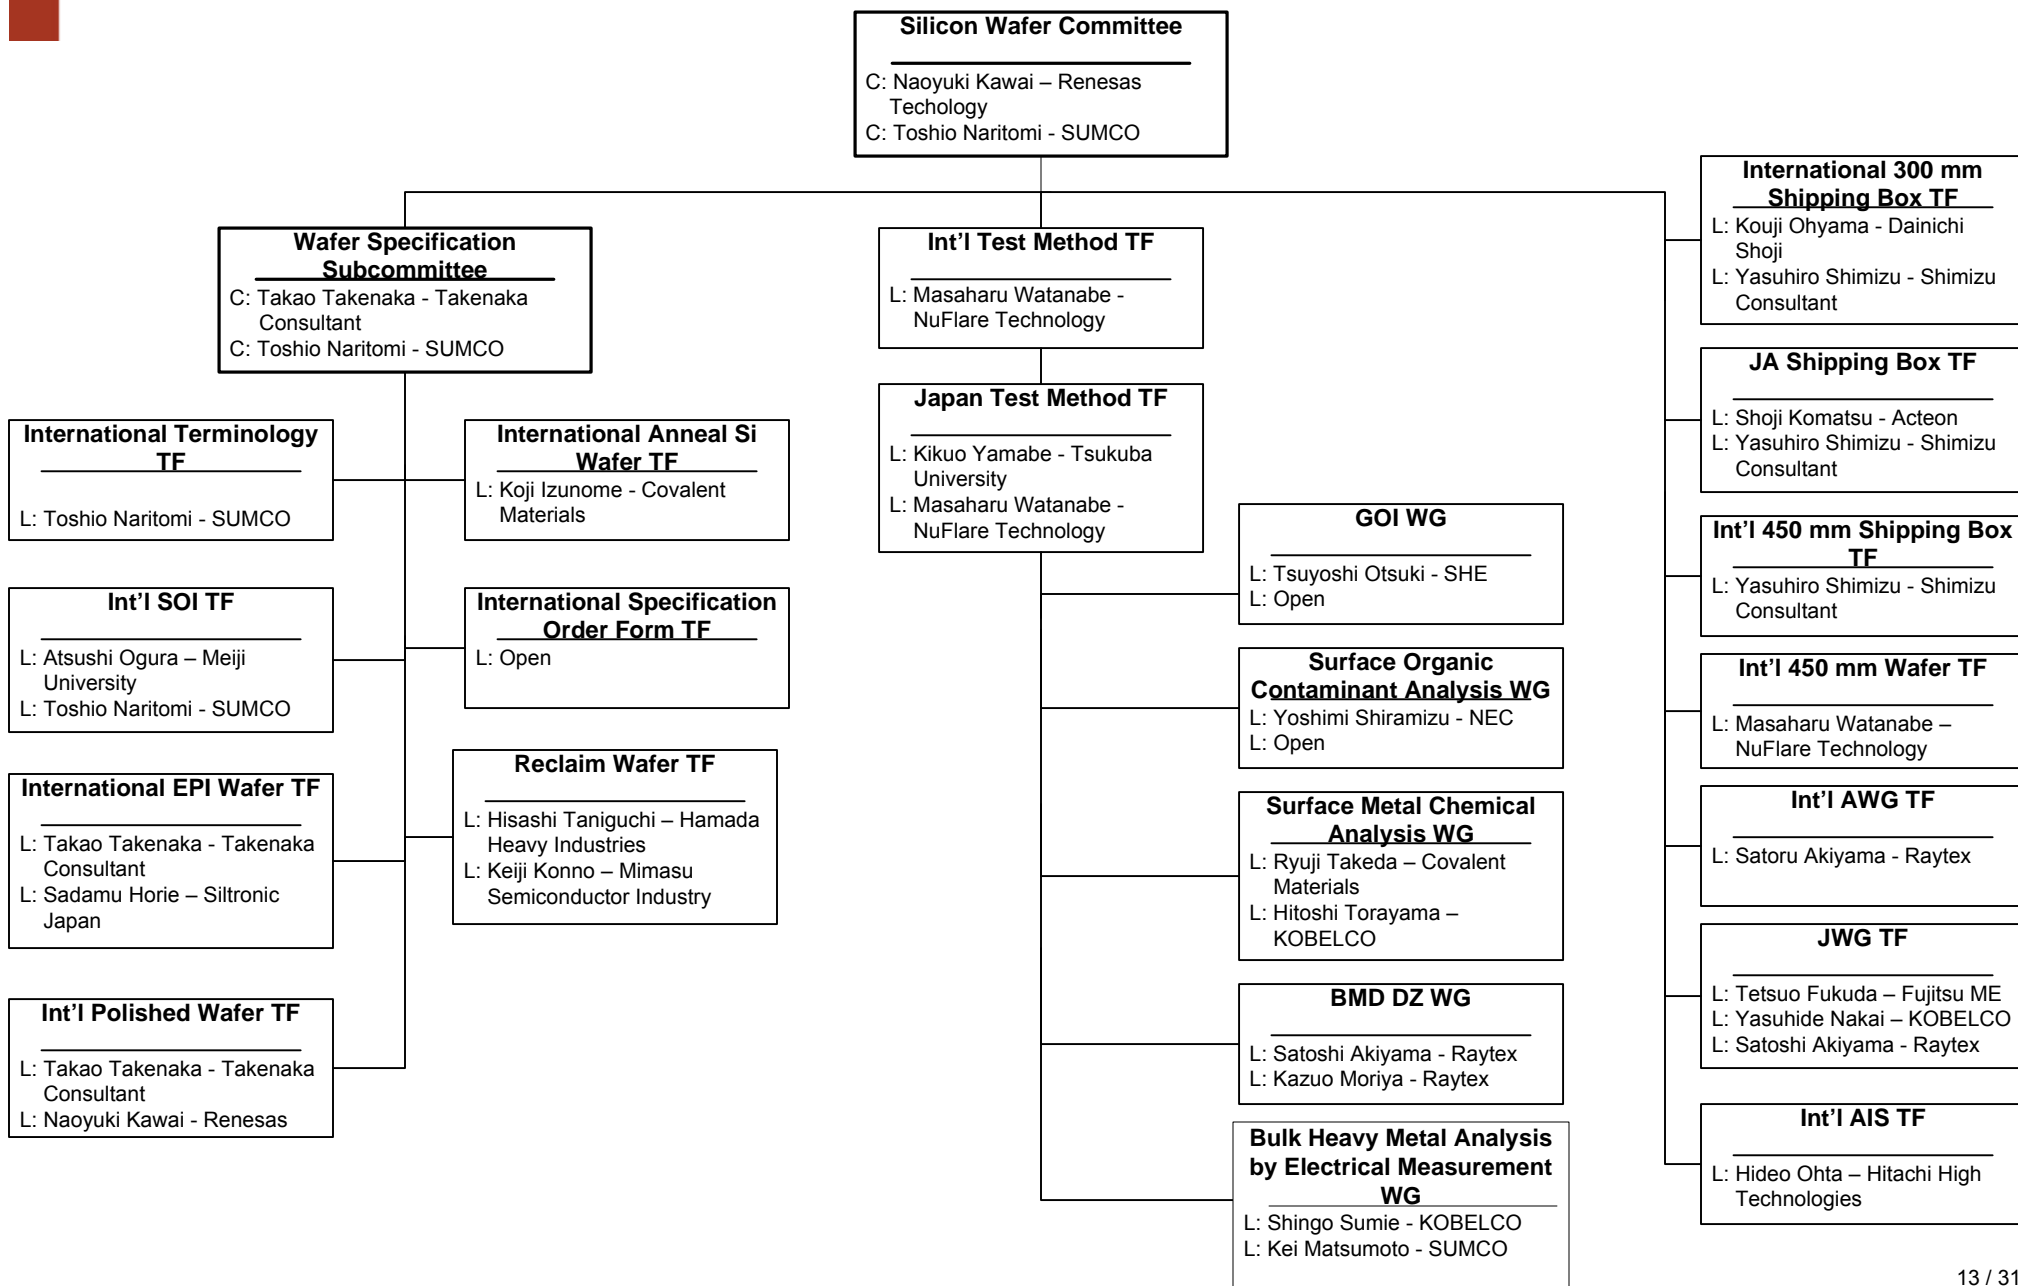 Silicon Wafer Committee
C: Naoyuki Kawai – Renesas
Techology
C: Toshio Naritomi - SUMCO
Wafer Specification
Subcommittee
C: Takao Takenaka - Takenaka
Consultant
C: Toshio Naritomi - SUMCO
International Terminology
TF
L: Toshio Naritomi - SUMCO
International Anneal Si
Wafer TF
L: Koji Izunome - Covalent
Materials
Int'l SOI TF
L: Atsushi Ogura – Meiji
University
L: Toshio Naritomi - SUMCO
International Specification
Order Form TF
L: Open
International EPI Wafer TF
L: Takao Takenaka - Takenaka
Consultant
L: Sadamu Horie – Siltronic
Japan
Reclaim Wafer TF
L: Hisashi Taniguchi – Hamada
Heavy Industries
L: Keiji Konno – Mimasu
Semiconductor Industry
Int'l Polished Wafer TF
L: Takao Takenaka - Takenaka
Consultant
L: Naoyuki Kawai - Renesas
Int'l Test Method TF
L: Masaharu Watanabe -
NuFlare Technology
Japan Test Method TF
L: Kikuo Yamabe - Tsukuba
University
L: Masaharu Watanabe -
NuFlare Technology
GOI WG
L: Tsuyoshi Otsuki - SHE
L: Open
Surface Organic
Contaminant Analysis WG
L: Yoshimi Shiramizu - NEC
L: Open
Surface Metal Chemical
Analysis WG
L: Ryuji Takeda – Covalent
Materials
L: Hitoshi Torayama –
KOBELCO
BMD DZ WG
L: Satoshi Akiyama - Raytex
L: Kazuo Moriya - Raytex
Bulk Heavy Metal Analysis
by Electrical Measurement
WG
L: Shingo Sumie - KOBELCO
L: Kei Matsumoto - SUMCO
International 300 mm
Shipping Box TF
L: Kouji Ohyama - Dainichi
Shoji
L: Yasuhiro Shimizu - Shimizu
Consultant
JA Shipping Box TF
L: Shoji Komatsu - Acteon
L: Yasuhiro Shimizu - Shimizu
Consultant
Int'l 450 mm Shipping Box
TF
L: Yasuhiro Shimizu - Shimizu
Consultant
Int'l 450 mm Wafer TF
L: Masaharu Watanabe –
NuFlare Technology
Int'l AWG TF
L: Satoru Akiyama - Raytex
JWG TF
L: Tetsuo Fukuda – Fujitsu ME
L: Yasuhide Nakai – KOBELCO
L: Satoshi Akiyama - Raytex
Int'l AIS TF
L: Hideo Ohta – Hitachi High
Technologies
13 / 31